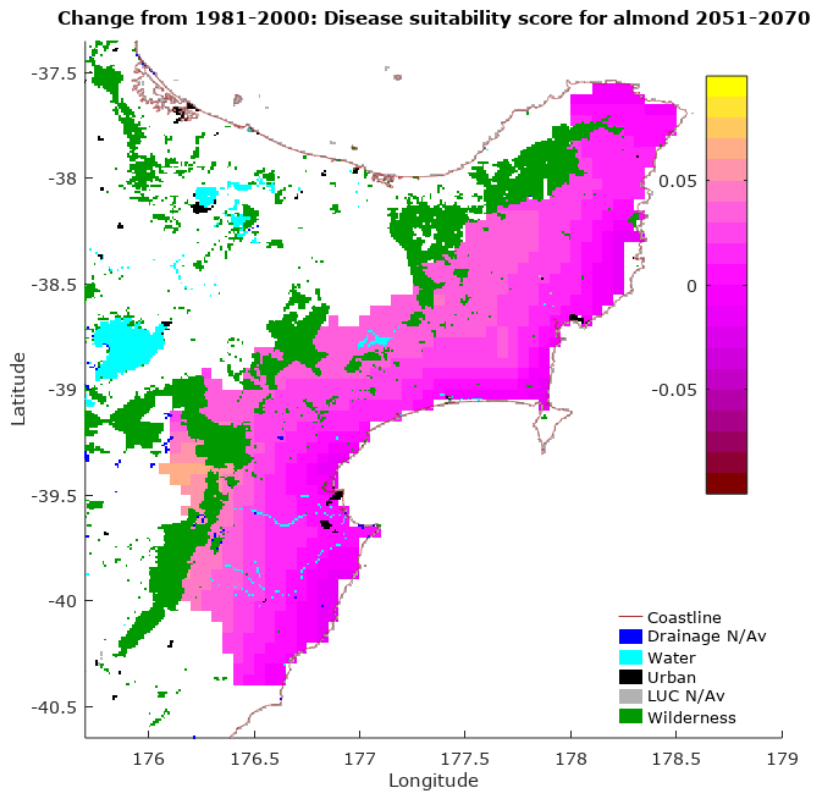 Change from 1981-2000: Disease suitability score for almond 2051-2070
-37.5
-38
-38.5
-39
-39.5
-40
-40.5
Latitude
176
176.5
177
177.5
178
178.5
179
Longitude
0.05
0
-0.05
Coastline
Drainage N/Av
Water
Urban
LUC N/Av
Wilderness